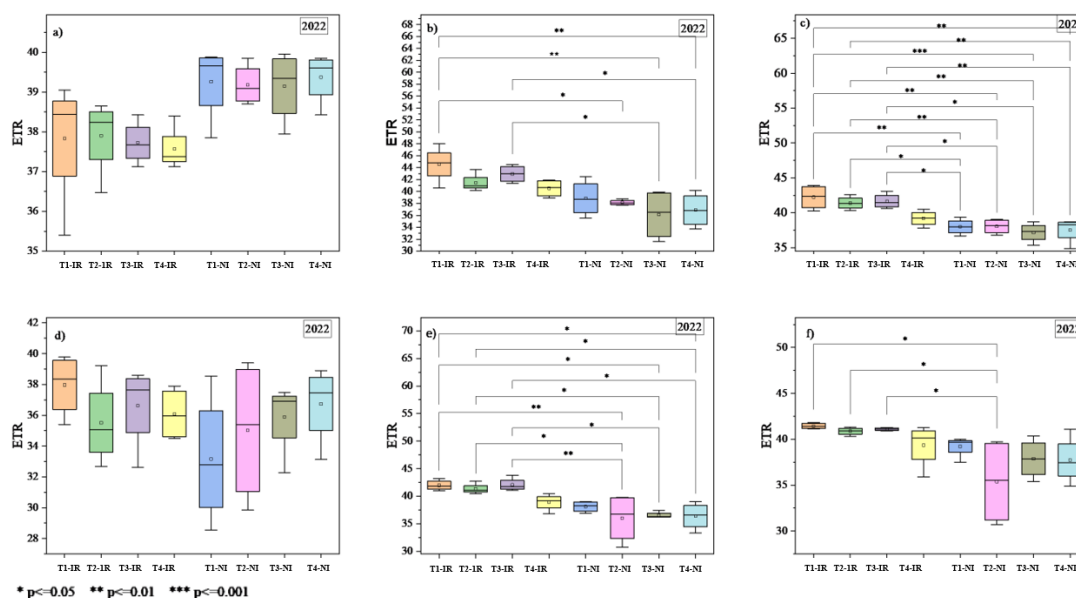 a)
2022
40
39
38
37
36
35
ETR
T1-IR T2-1R T3-IR T4-IR T1-NI T2-NI T3-NI T4-NI
b)
2022
68
66
64
62
60
58
56
54
52
50
48
46
44
42
40
38
36
34
32
30
ETR
** ** * * *
T1-IR T2-1R T3-IR T4-IR T1-NI T2-NI T3-NI T4-NI
c)
202
65
60
55
50
45
40
35
ETR
** ** *** ** ** ** * ** ** * * *
T1-IR T2-1R T3-IR T4-IR T1-NI T2-NI T3-NI T4-NI
d)
2022
42
40
38
36
34
32
30
28
ETR
T1-IR T2-1R T3-IR T4-IR T1-NI T2-NI T3-NI T4-NI
e)
2022
70
65
60
55
50
45
40
35
30
ETR
* * * * * ** * * **
T1-IR T2-1R T3-IR T4-IR T1-NI T2-NI T3-NI T4-NI
f)
2022
50
45
40
35
30
ETR
* * *
T1-IR T2-1R T3-IR T4-IR T1-NI T2-NI T3-NI T4-NI
* p<=0.05 ** p<=0.01 *** p<=0.001